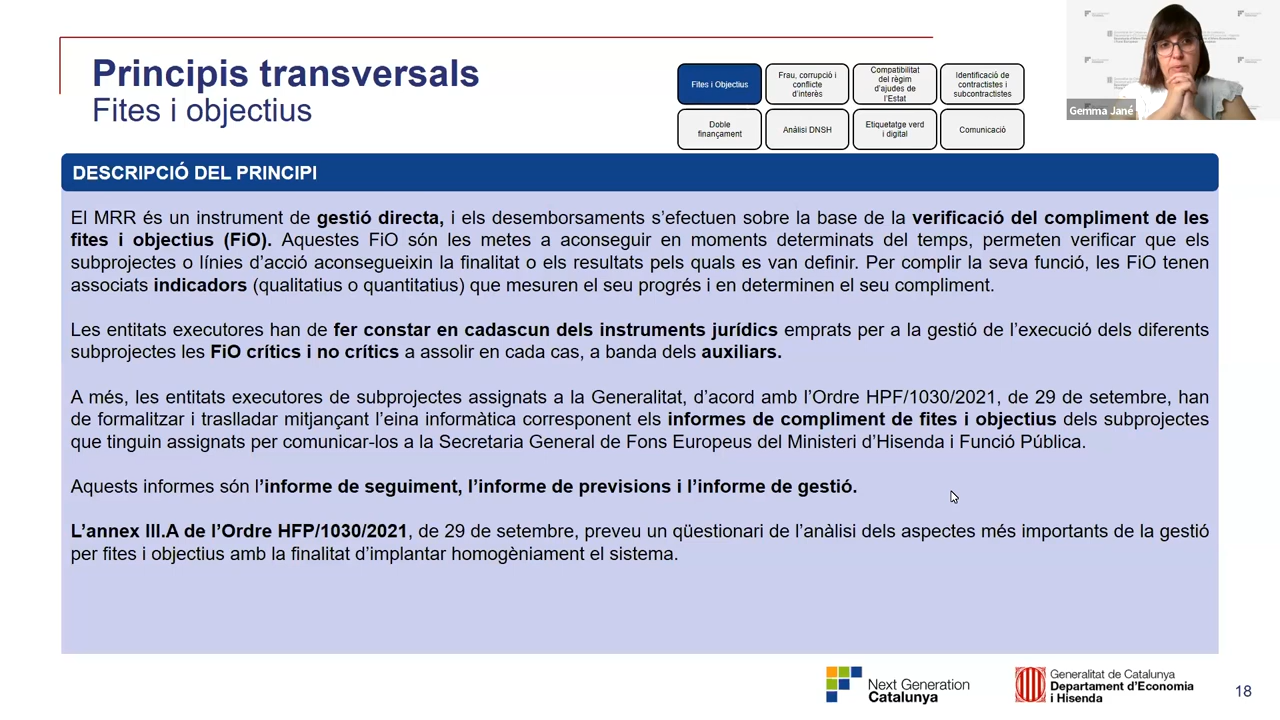 Principis transversals
Fites i objectius
Fites i Objectius
Frau, corrupció i
conflicte
d'interès
Compatibilitat
del règim
d'ajudes de
l'Estat
Identificació de
contractistes i
subcontractistes
Doble
finançament
Anàlisi DNSH
Etiquetatge verd
i digital
Comunicació
Gemma Jané
DESCRIPCIÓ DEL PRINCIPI
El MRR és un instrument de gestió directa, i els desemborsaments s'efectuen sobre la base de la verificació del compliment de les
fites i objectius (FiO). Aquestes FiO són les metes a aconseguir en moments determinats del temps, permeten verificar que els
subprojectes o línies d'acció aconsegueixin la finalitat o els resultats pels quals es van definir. Per complir la seva funció, les FiO tenen
associats indicadors (qualitatius o quantitatius) que mesuren el seu progrés i en determinen el seu compliment.
Les entitats executores han de fer constar en cadascun dels instruments jurídics emprats per a la gestió de l'execució dels diferents
subprojectes les FiO crítics i no crítics a assolir en cada cas, a banda dels auxiliars.
A més, les entitats executores de subprojectes assignats a la Generalitat, d'acord amb l'Ordre HPF/1030/2021, de 29 de setembre, han
de formalitzar i traslladar mitjançant l'eina informàtica corresponent els informes de compliment de fites i objectius dels subprojectes
que tinguin assignats per comunicar-los a la Secretaria General de Fons Europeus del Ministeri d'Hisenda i Funció Pública.
Aquests informes són l'informe de seguiment, l'informe de previsions i l'informe de gestió.
L'annex III.A de l'Ordre HFP/1030/2021, de 29 de setembre, preveu un qüestionari de l'anàlisi dels aspectes més importants de la gestió
per fites i objectius amb la finalitat d'implantar homogèniament el sistema.
Next Generation
Catalunya
Generalitat de Catalunya
Departament d'Economia
i Hisenda
18